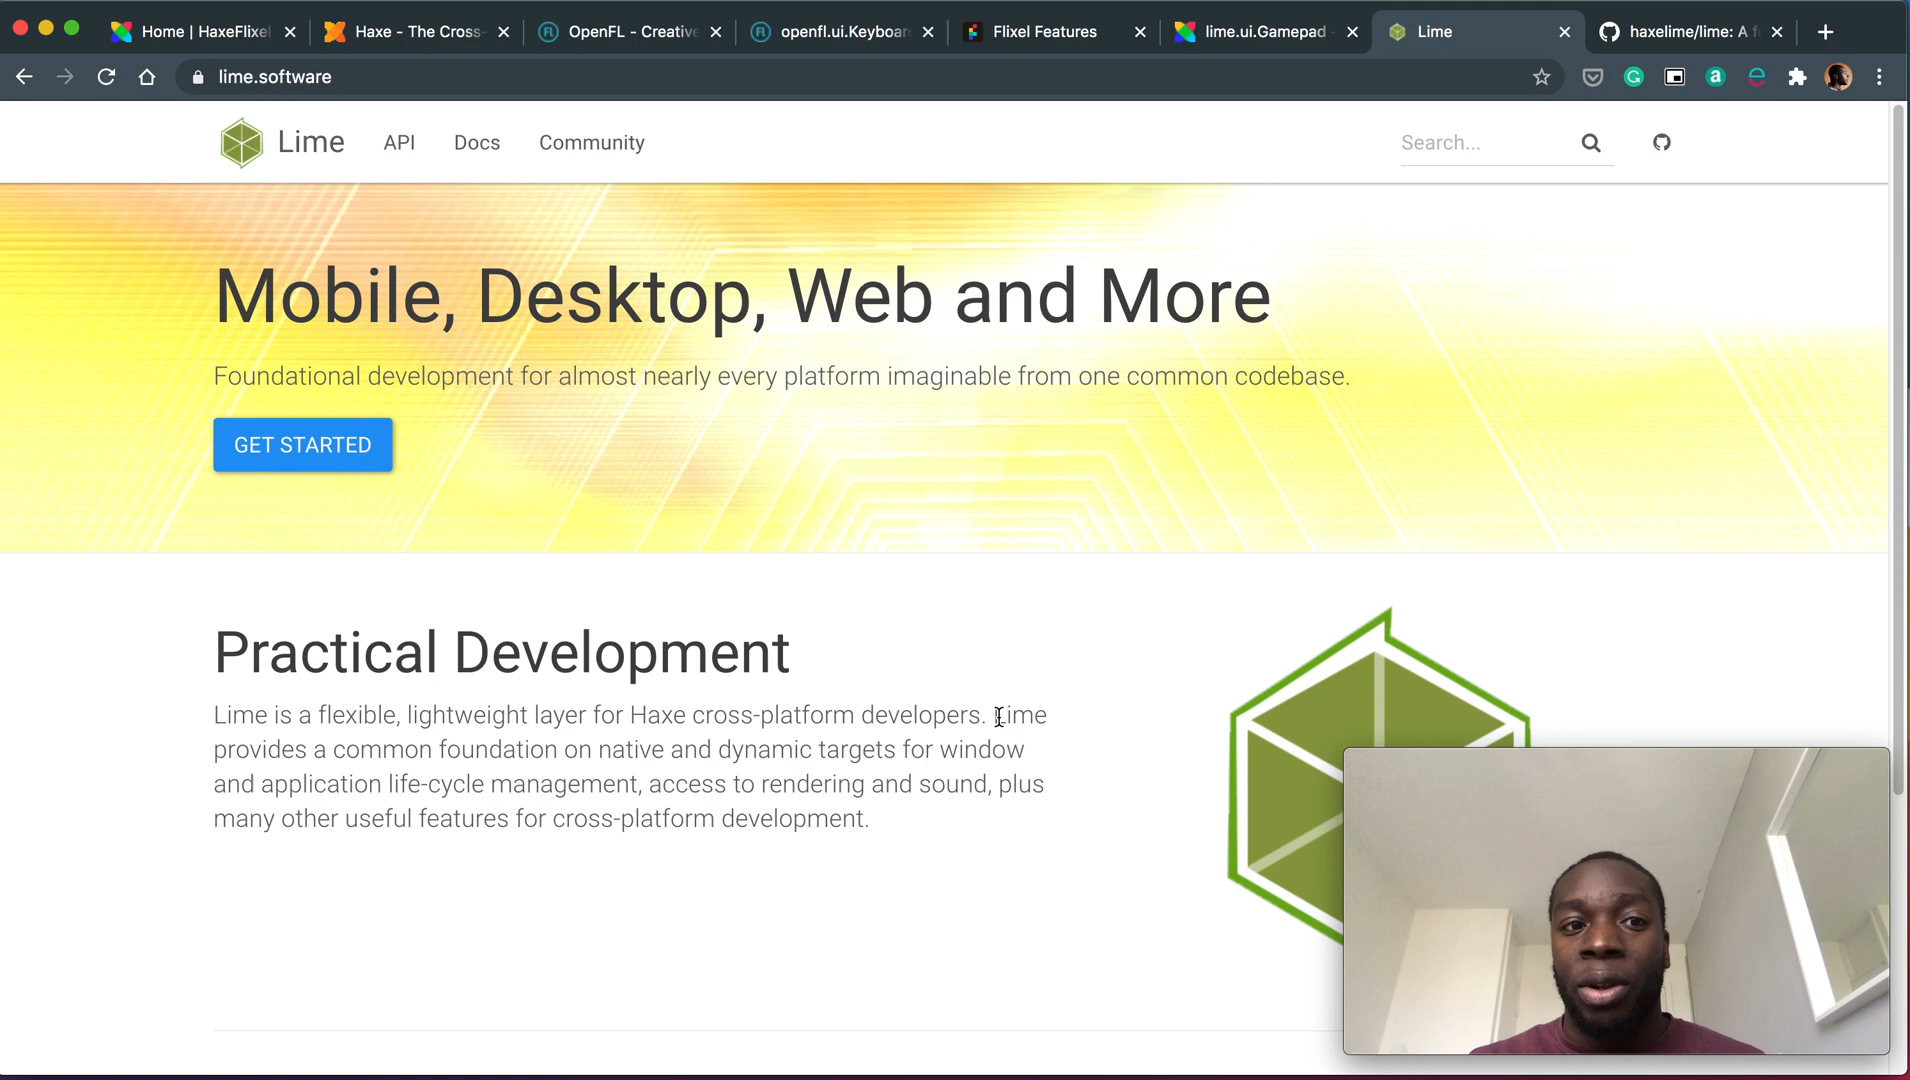 Home | HaxeFlixel
Haxe - The Cross-
OpenFL - Creative
openfl.ui.Keyboard
Flixel Features
lime.ui.Gamepad -
Lime
haxelime/lime: A f
lime.software
Lime
API
Docs
Community
Search...
Mobile, Desktop, Web and More
Foundational development for almost nearly every platform imaginable from one common codebase.
GET STARTED
Practical Development
Lime is a flexible, lightweight layer for Haxe cross-platform developers. Lime
provides a common foundation on native and dynamic targets for window
and application life-cycle management, access to rendering and sound, plus
many other useful features for cross-platform development.